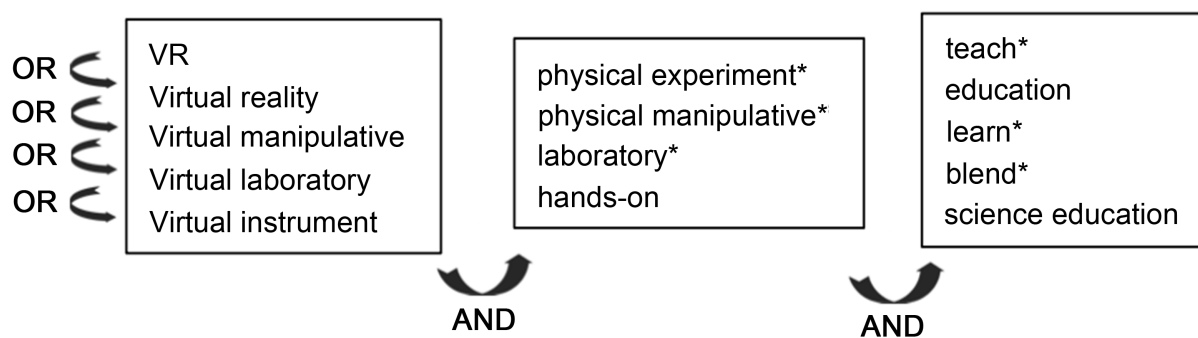 OR
OR
OR
OR
VR
Virtual reality
Virtual manipulative
Virtual laboratory
Virtual instrument
AND
physical experiment*
physical manipulative*
laboratory*
hands-on
AND
teach*
education
learn*
blend*
science education